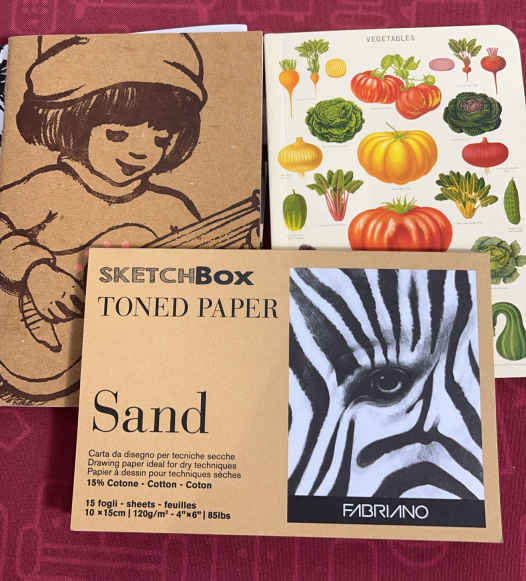 VEGETABLES
SKETCHBOX
TONED PAPER
Sand
Carta da disegno per tecniche secche
Drawing paper ideal for dry techniques
Papier à dessin pour techniques sèches
15% Cotone - Cotton - Coton
15 fogli - sheets - feuilles
10 x 15cm | 120g/m² - 4"x6" | 85lbs
FABRIANO